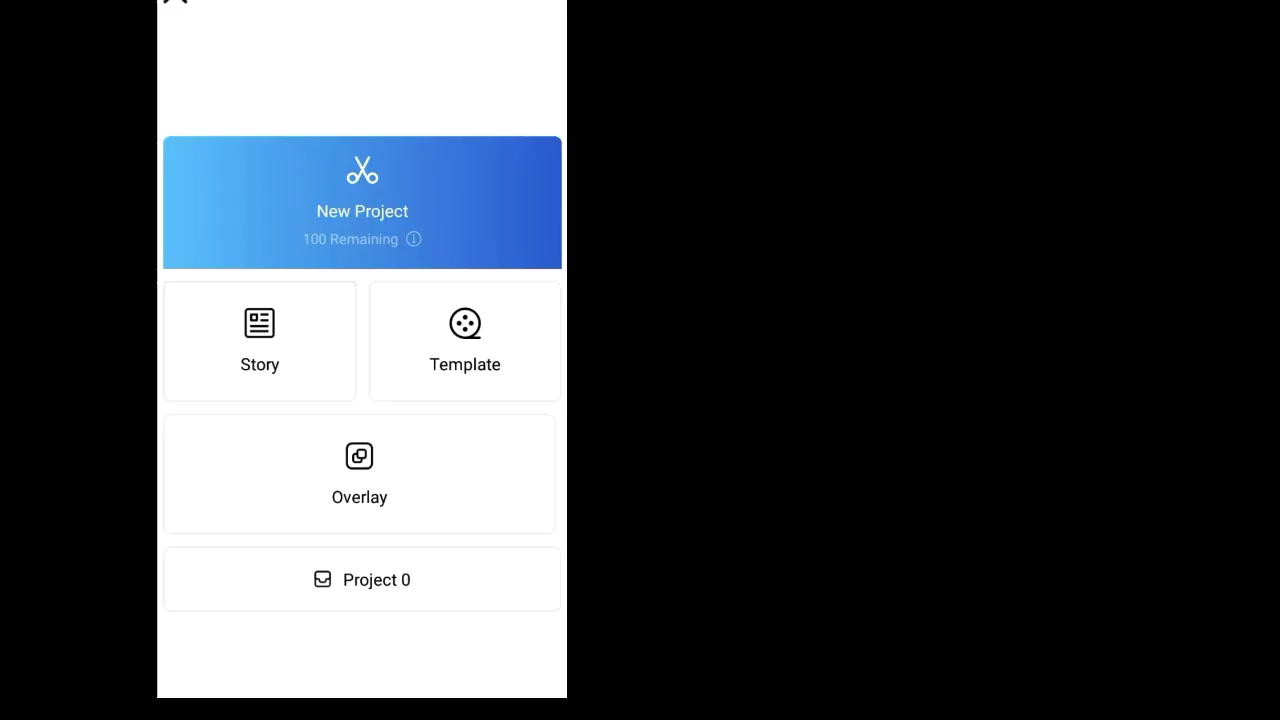 New Project
100 Remaining
Story
Template
Overlay
Project 0